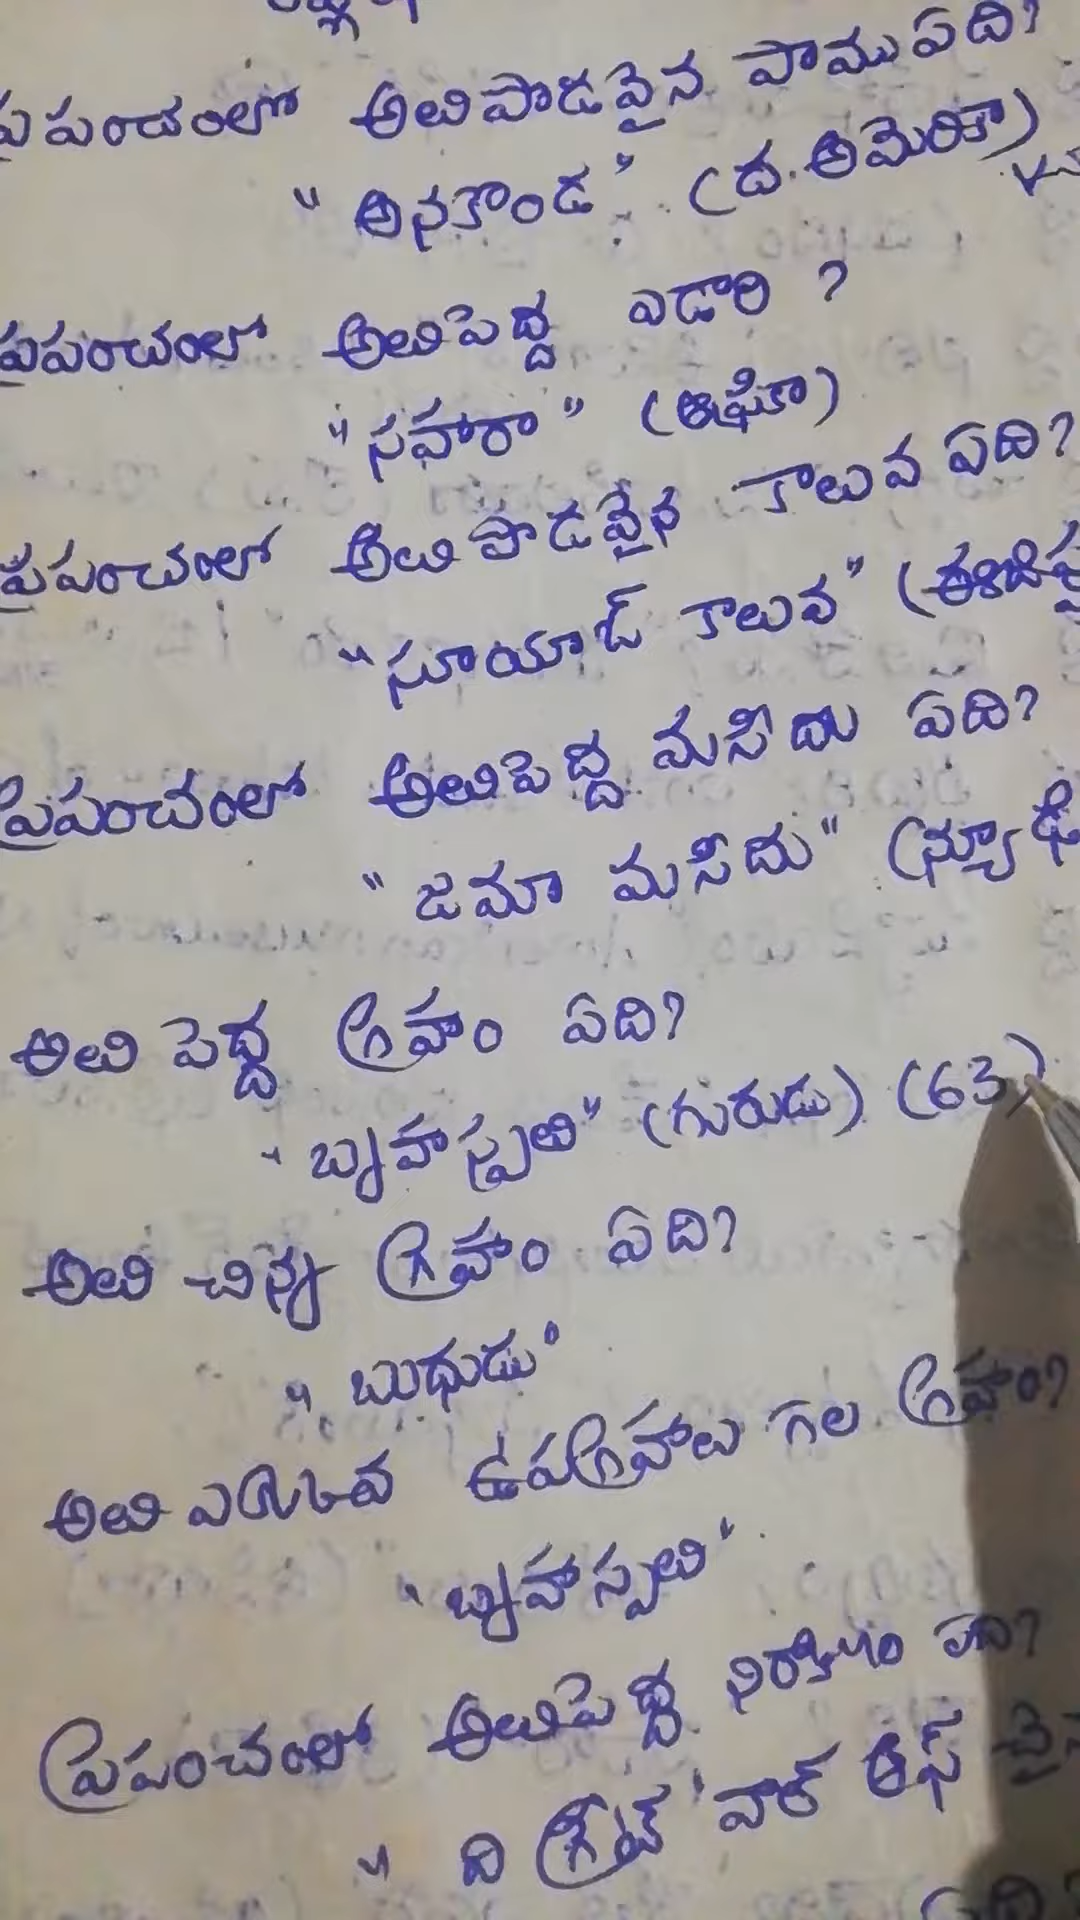 ప్రపంచంలో అతిపొడవైన పాము ఏది?
"అనకొండ" (ద.అమెరికా)
ప్రపంచంలో అతిపెద్ద ఎడారి ?
"సహారా" (ఆఫ్రికా)
ప్రపంచంలో అతి పొడవైన కాలువ ఏది?
"సూయాజ్ కాలువ" (ఈజిప్టు
ప్రపంచంలో అతిపెద్ద మసీదు ఏది?
"జమా మసీదు" (న్యూఢి
అతి పెద్ద గ్రహం ఏది?
"బృహస్పతి" (గురుడు) (63)
అతి చిన్న గ్రహం ఏది?
"బుధుడు"
అతి ఎక్కువ ఉపగ్రహాలు గల గ్రహం?
"బృహస్పతి"
ప్రపంచంలో అతిపెద్ద ఏది?
"ది గ్రేట్ వాల్ ఆఫ్ చైనా